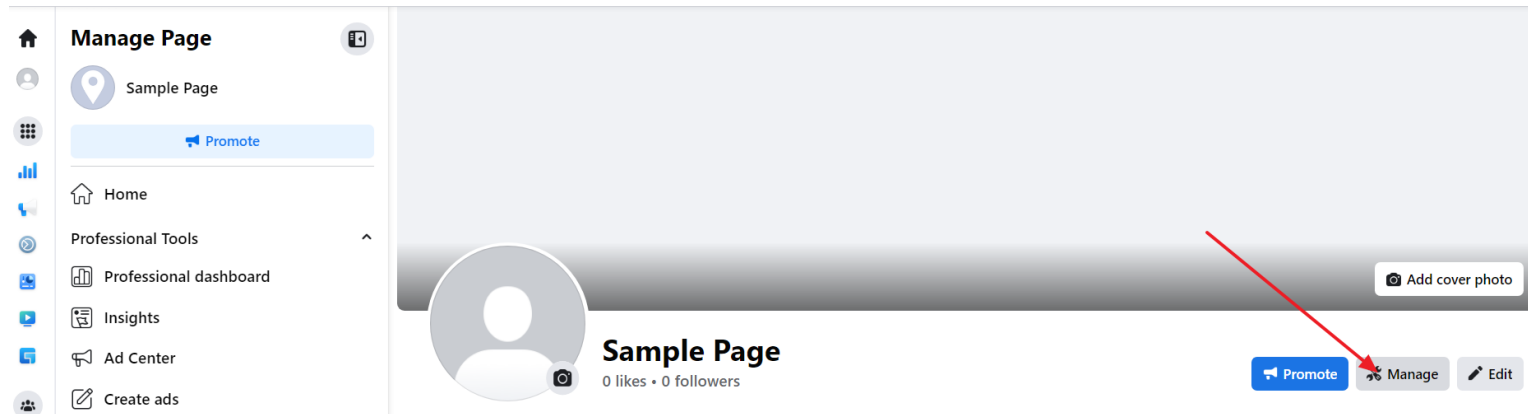 Manage Page
Sample Page
Promote
Home
Professional Tools
Professional dashboard
Insights
Ad Center
Create ads
Add cover photo
Sample Page
0 likes • 0 followers
Promote
Manage
Edit